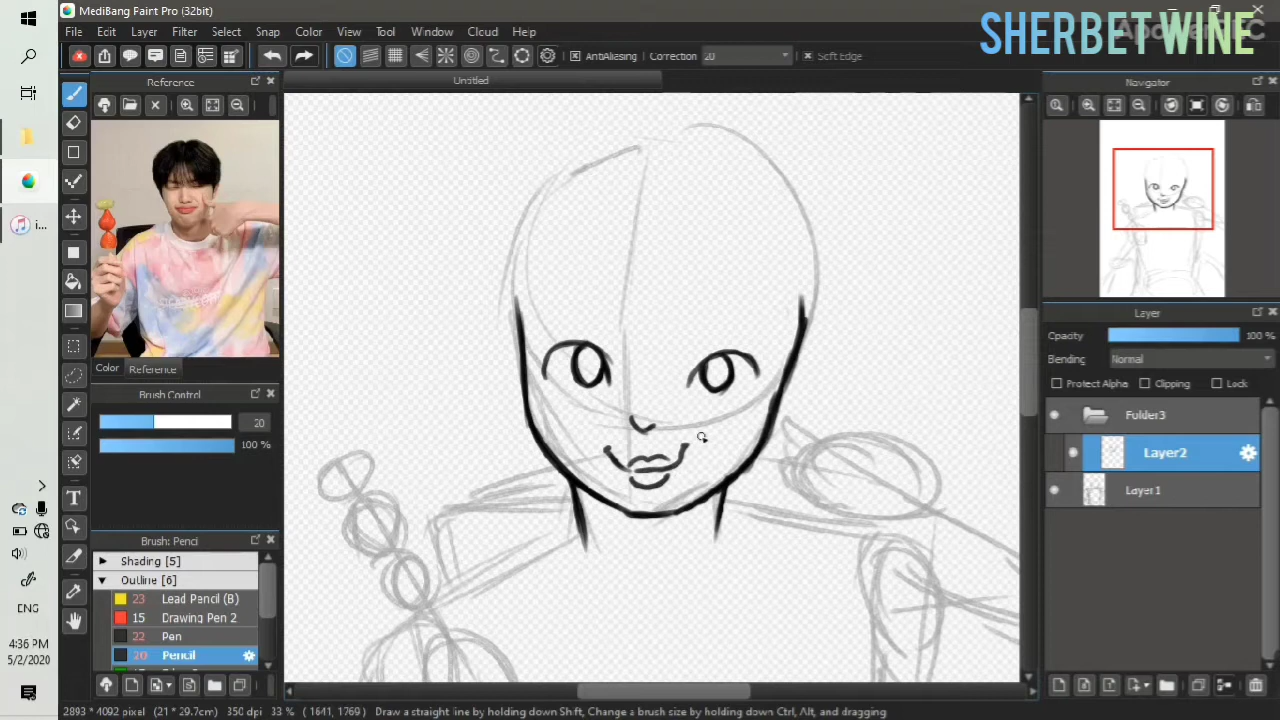 MediBang Paint Pro (32bit)
SHERBET WINE
File Edit Layer Filter Select Snap Color View Tool Window Cloud Help
AntiAliasing Correction 20 Soft Edge
Reference
Untitled
Navigator
Color Reference
Brush Control
20
100 %
Layer
Opacity 100 %
Blending Normal
Protect Alpha Clipping Lock
Folder3
Layer2
Layer1
Brush: Pencil
Shading [5]
Outline [6]
23 Lead Pencil (B)
15 Drawing Pen 2
22 Pen
20 Pencil
i...
ENG
4:36 PM
5/2/2020
2893 * 4092 pixel (21 * 29.7cm) 350 dpi 33 % ( 1641, 1769 ) Draw a straight line by holding down Shift, Change a brush size by holding down Ctrl, Alt, and dragging